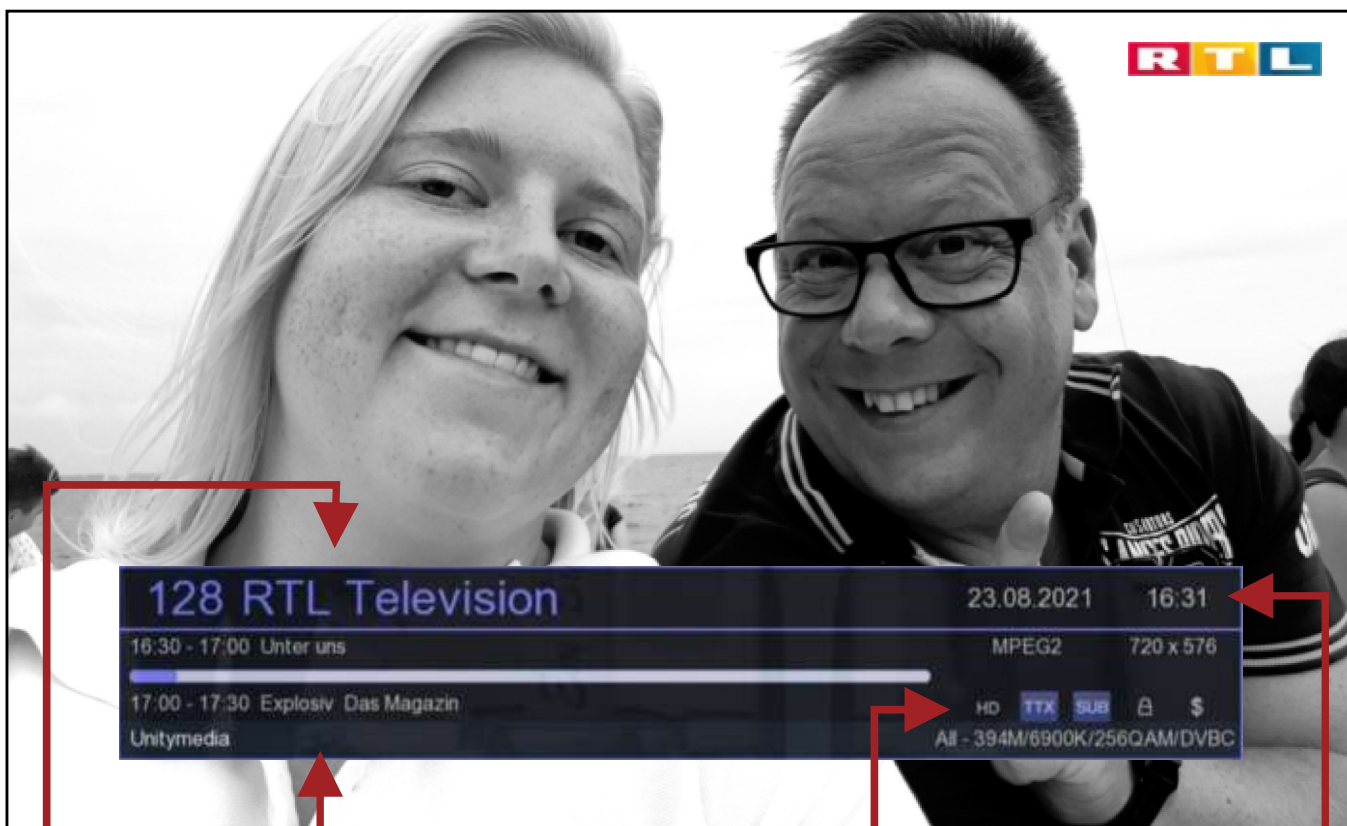 RTL
128 RTL Television 23.08.2021 16:31
16:30 - 17:00 Unter uns MPEG2 720 x 576
17:00 - 17:30 Explosiv Das Magazin HD TTX SUB $
Unitymedia All - 394M/6900K/256QAM/DVBC